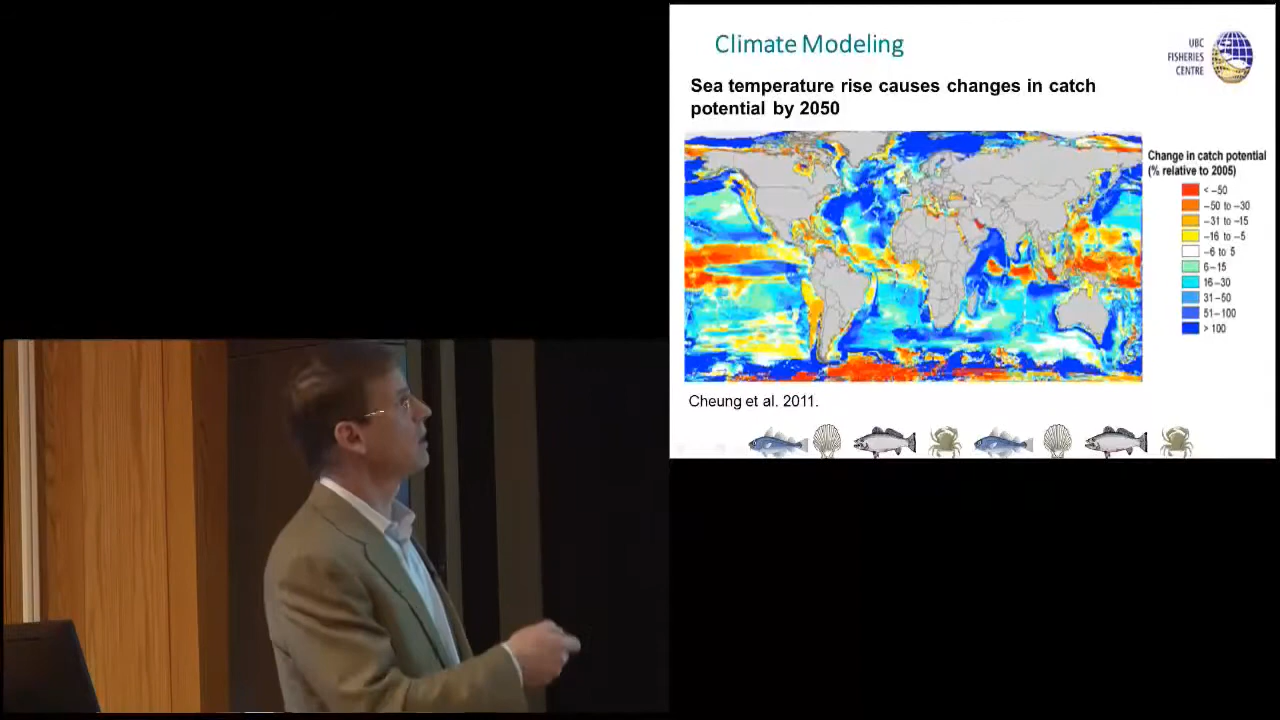 Climate Modeling
UBC
FISHERIES
CENTRE
Sea temperature rise causes changes in catch
potential by 2050
Change in catch potential
(% relative to 2005)
< −50
−50 to −30
−31 to −15
−16 to −5
−6 to 5
6−15
16−30
31−50
51−100
> 100
Cheung et al. 2011.